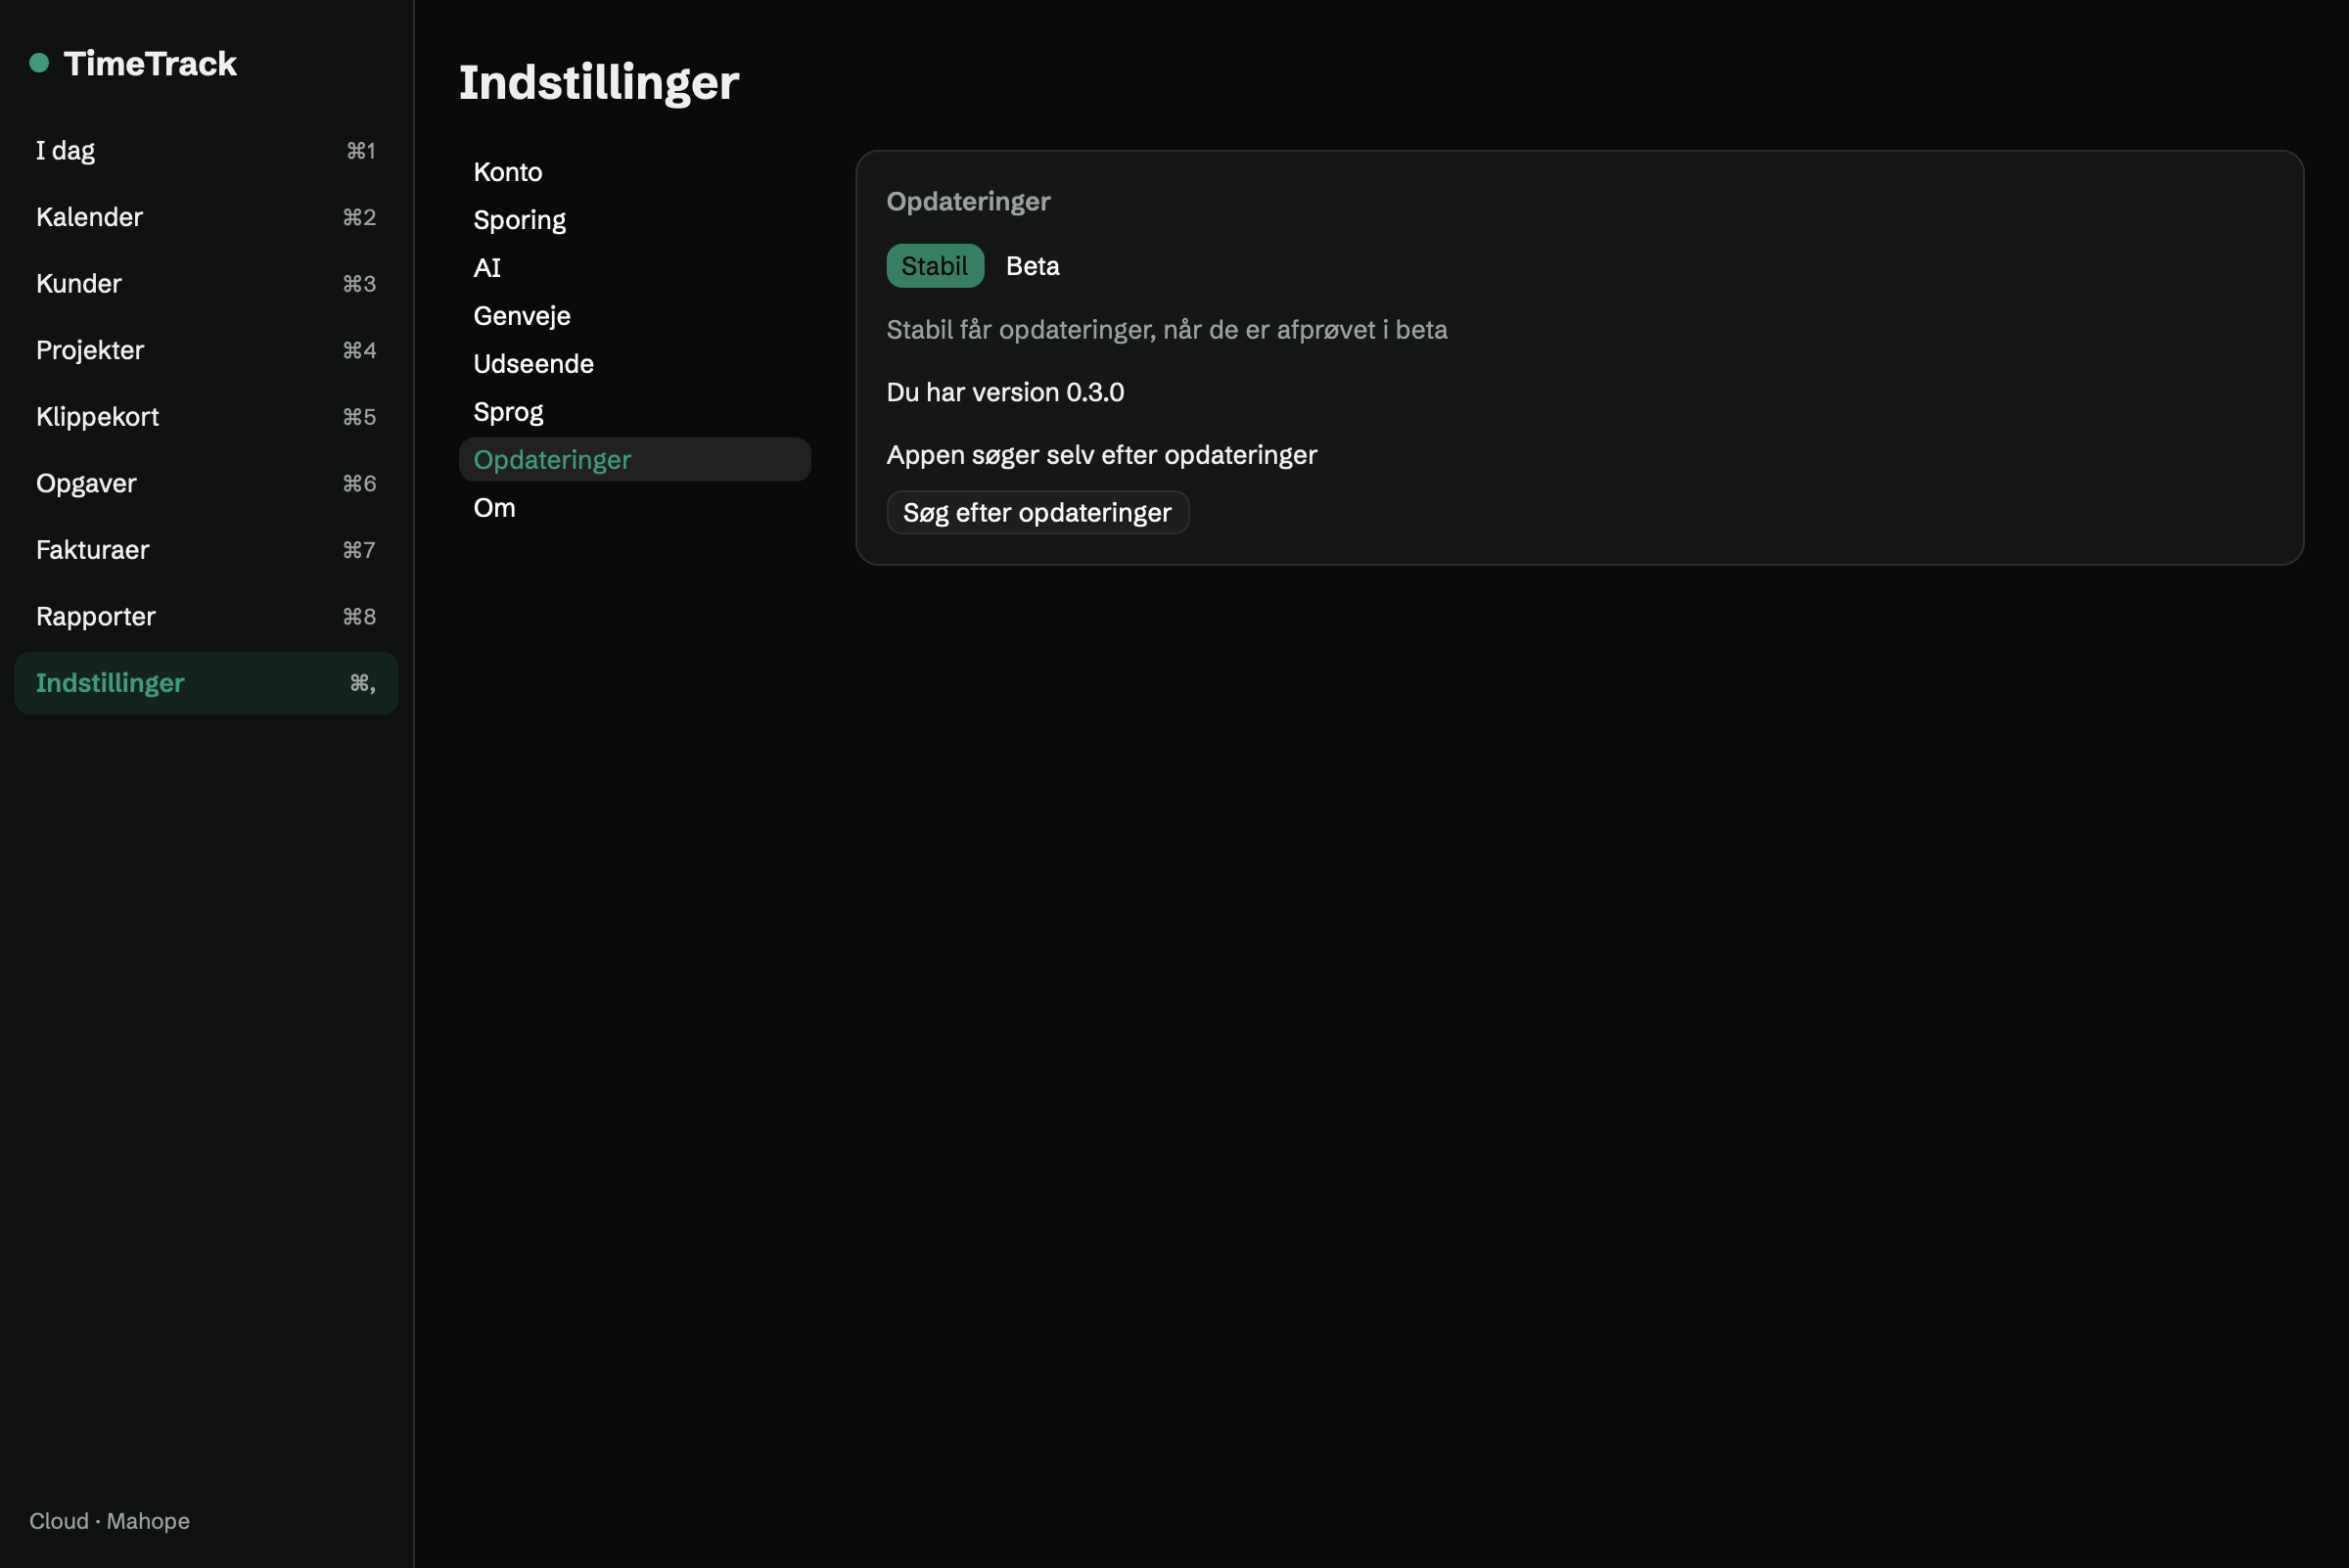 TimeTrack
I dag ⌘1
Kalender ⌘2
Kunder ⌘3
Projekter ⌘4
Klippekort ⌘5
Opgaver ⌘6
Fakturaer ⌘7
Rapporter ⌘8
Indstillinger ⌘,
Cloud · Mahope
Indstillinger
Konto
Sporing
AI
Genveje
Udseende
Sprog
Opdateringer
Om
Opdateringer
Stabil Beta
Stabil får opdateringer, når de er afprøvet i beta
Du har version 0.3.0
Appen søger selv efter opdateringer
Søg efter opdateringer